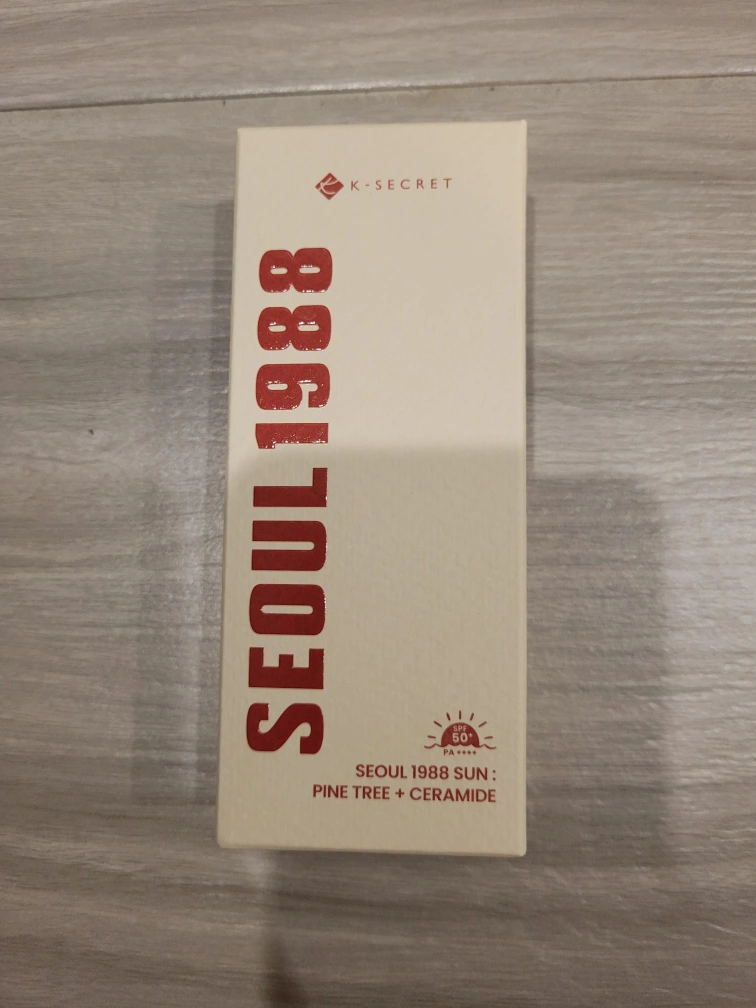 K-SECRET
SEOUL 1988
SPF
50+
PA ++++
SEOUL 1988 SUN :
PINE TREE + CERAMIDE